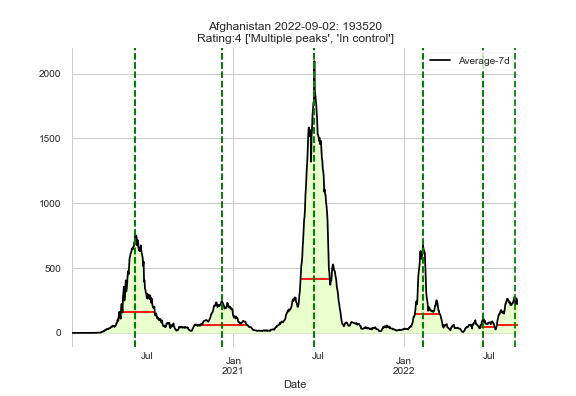 Afghanistan 2022-09-02: 193520
Rating:4 ['Multiple peaks', 'In control']
Average-7d
2000
1500
1000
500
0
Jul
Jan
2021
Jul
Jan
2022
Jul
Date